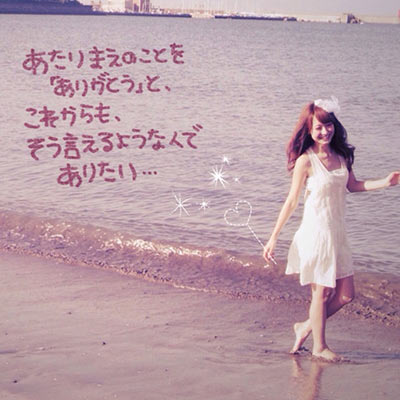 あたりまえのことを
「ありがとう」と、
これからも、
そう言えるような人で
ありたい…